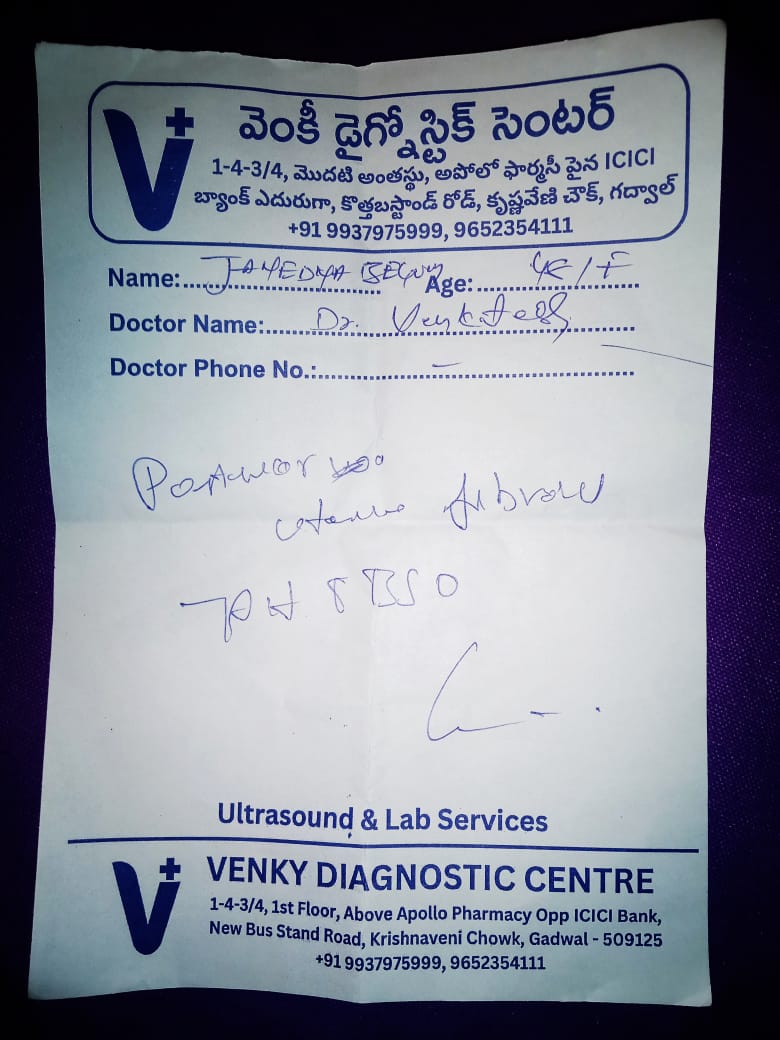 V+
వెంకీ డైగ్నోస్టిక్ సెంటర్
1-4-3/4, మొదటి అంతస్థు, అపోలో ఫార్మసీ పైన ICICI
బ్యాంక్ ఎదురుగా, కొత్తబస్టాండ్ రోడ్, కృష్ణవేణి చౌక్, గద్వాల్
+91 9937975999, 9652354111
Name: BEGUM Age: /F
Doctor Name: Dr.
Doctor Phone No.: -
TAH BSO
Ultrasound & Lab Services
V+
VENKY DIAGNOSTIC CENTRE
1-4-3/4, 1st Floor, Above Apollo Pharmacy Opp ICICI Bank,
New Bus Stand Road, Krishnaveni Chowk, Gadwal - 509125
+91 9937975999, 9652354111